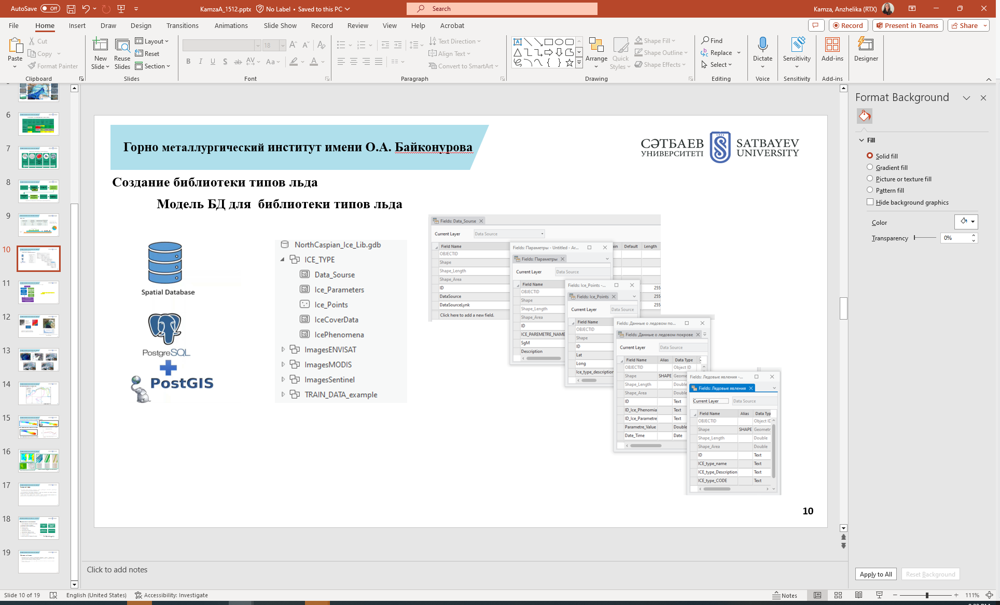 AutoSave Off KamzaA_1512.pptx No Label • Saved to this PC Search Kamza, Anzhelika (RTX)
File Home Insert Draw Design Transitions Animations Slide Show Record Review View Help Acrobat Record Present in Teams Share
Paste Cut Copy Format Painter
New Slide Reuse Slides Layout Reset Section
18
B I U S ab AV Aa A
Text Direction
Align Text
Convert to SmartArt
Arrange Quick Styles Shape Fill Shape Outline Shape Effects
Find Replace Select
Dictate Sensitivity Add-ins Designer
Clipboard Slides Font Paragraph Drawing Editing Voice Sensitivity Add-ins
6
7
8
9
10
11
12
13
14
15
16
17
18
19
Горно металлургический институт имени О.А. Байконурова
СӘТБАЕВ УНИВЕРСИТЕТІ
SATBAYEV UNIVERSITY
Создание библиотеки типов льда
Модель БД для библиотеки типов льда
Spatial Database
PostgreSQL
PostGIS
NorthCaspian_Ice_Lib.gdb
ICE_TYPE
Data_Sourse
Ice_Parameters
Ice_Points
IceCoverData
IcePhenomena
ImagesENVISAT
ImagesMODIS
ImagesSentinel
TRAIN_DATA_example
Fields: Data_Sourse
Current Layer Data Source
Field Name Default Length
OBJECTID
Shape
Shape_Length
Shape_Area
ID 255
DataSource 255
DataSourceLynk 255
Click here to add a new field.
Fields: Параметры - Untitled - Ar...
Fields: Параметры
Current Layer Data Source
Field Name
OBJECTID
Shape
Shape_Length
Shape_Area
ID
ICE_PAREMETRE_NAME
SgM
Description
Fields: Ice_Points -...
Fields: Ice_Points
Current Layer Data Source
Field Name
OBJECTID
Shape
ID
Lat
Long
Ice_type_description
Fields: Данные о ледовом по...
Fields: Данные о ледовом покрове
Current Layer Data Source
Field Name Alias Data Type
OBJECTID Object ID
Shape SHAPE Geome
Shape_Length Double
Shape_Area Double
ID Text
ID_Ice_Phenomia Text
ID_Ice_Parametre Text
Parametre_Value Double
Date_Time Date
Fields: Ледовые явления -...
Fields: Ледовые явления
Current Layer Data Source
Field Name Alias Data Typ
OBJECTID Object ID
Shape SHAPE Geometr
Shape_Length Double
Shape_Area Double
ID Text
ICE_type_name Text
ICE_type_Description Text
ICE_type_CODE Text
10
Click to add notes
Format Background
Fill
Solid fill
Gradient fill
Picture or texture fill
Pattern fill
Hide background graphics
Color
Transparency 0%
Apply to All Reset Background
Slide 10 of 19 English (United States) Accessibility: Investigate Notes 111%